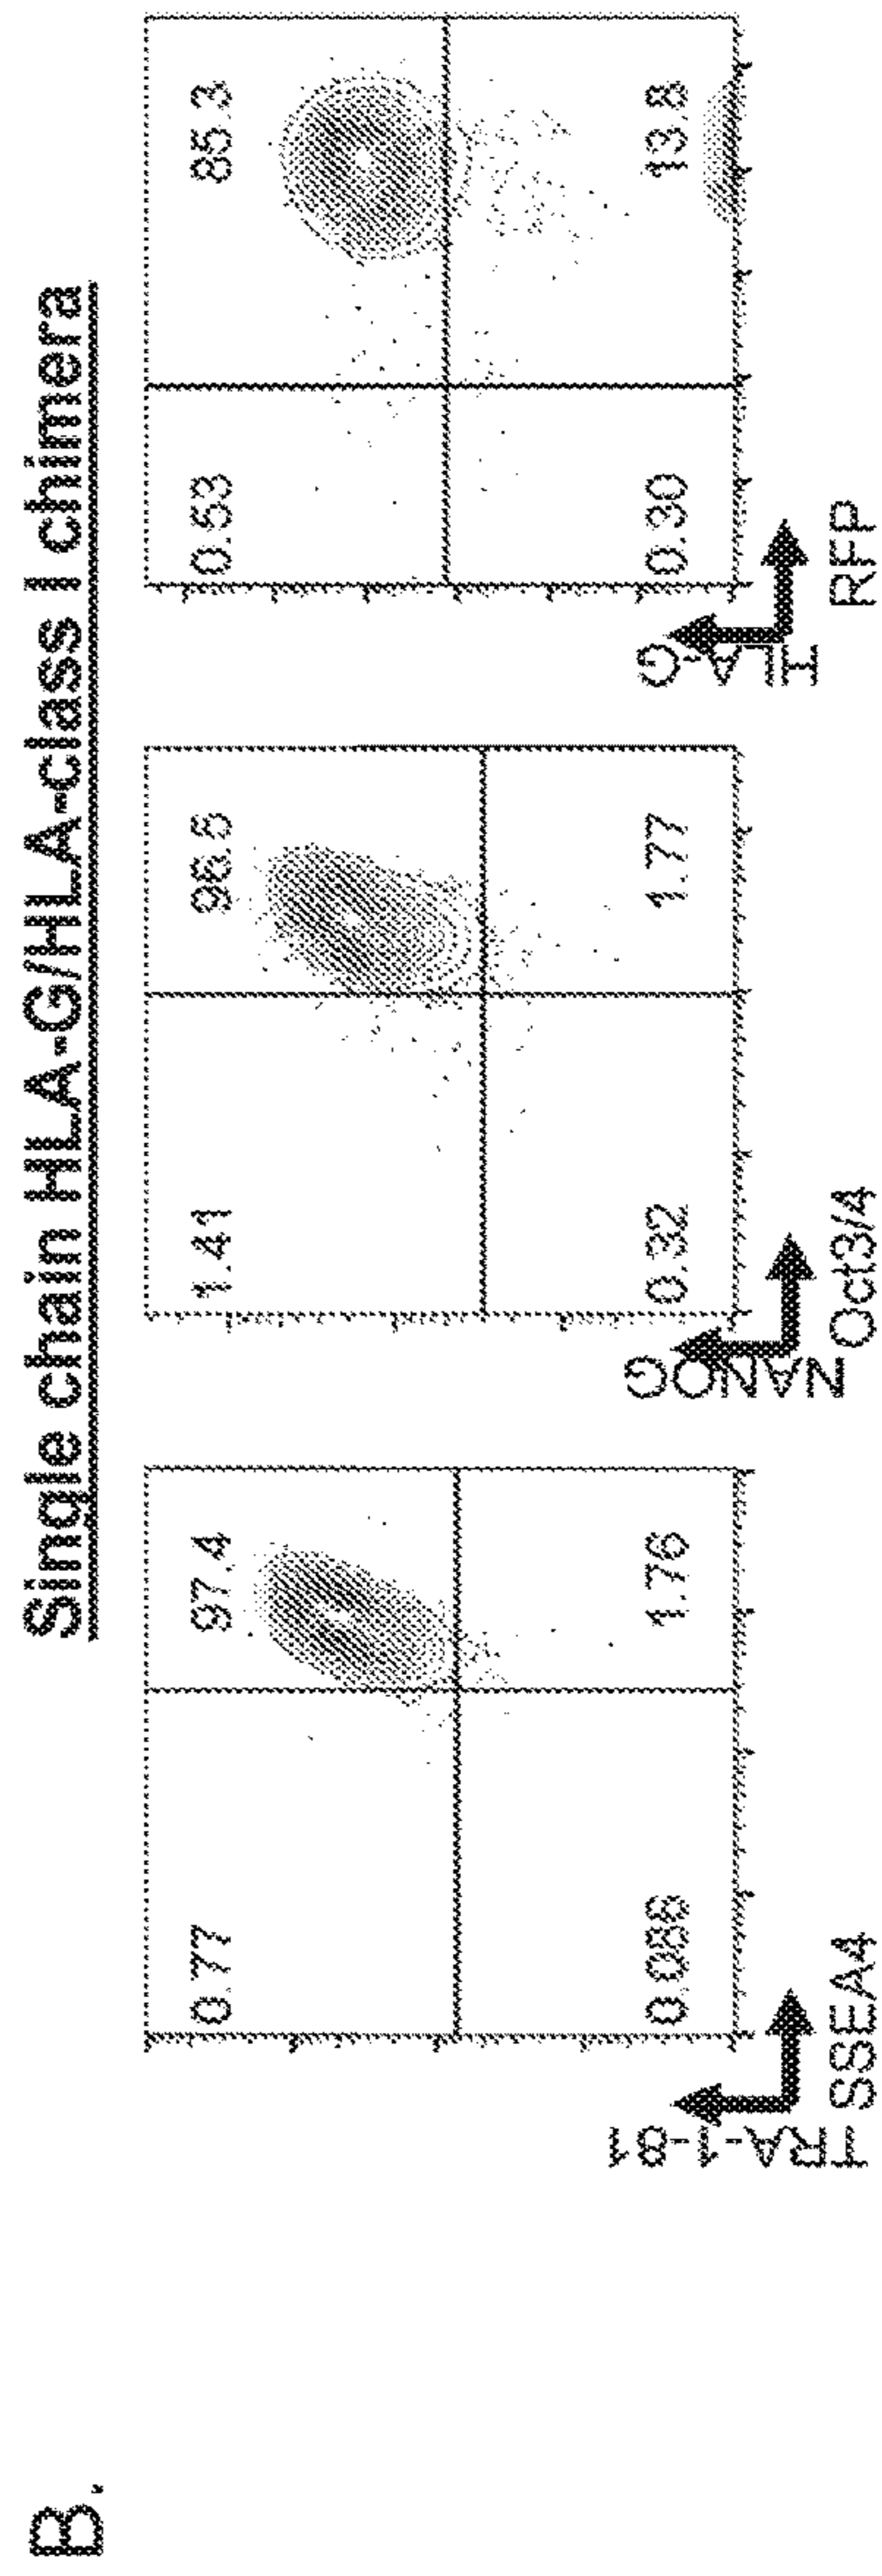 B.
Single chain HLA-G/HLA-class I chimera
0.77
97.4
0.086
1.76
TRA-1-81
SSEA4
1.41
96.5
0.32
1.77
NANOG
Oct3/4
0.53
85.3
0.30
13.8
HLA-G
RFP